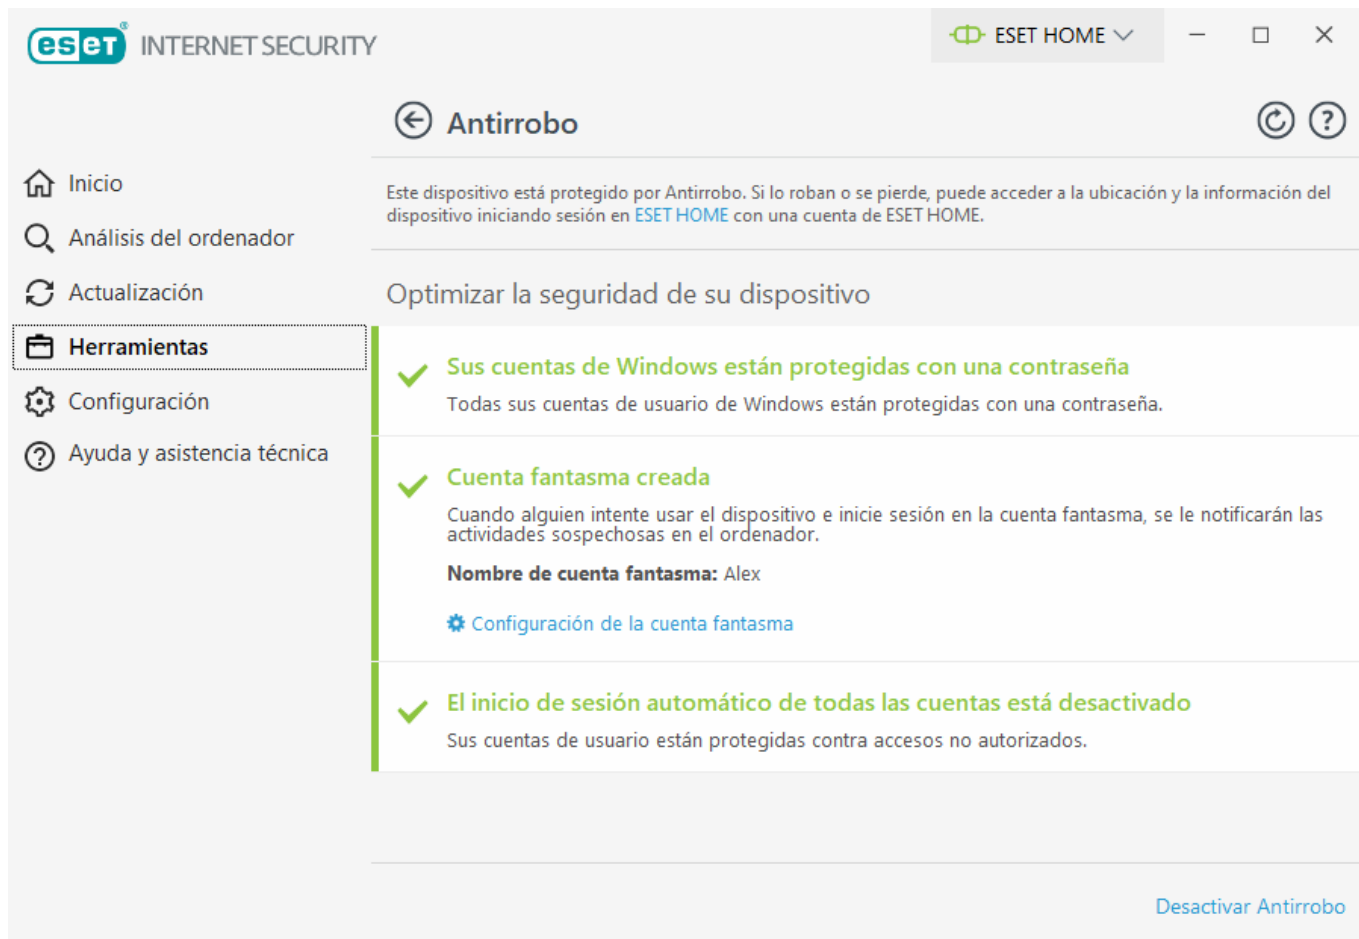 eseT® INTERNET SECURITY
ESET HOME
Antirrobo
Inicio
Análisis del ordenador
Actualización
Herramientas
Configuración
Ayuda y asistencia técnica
Este dispositivo está protegido por Antirrobo. Si lo roban o se pierde, puede acceder a la ubicación y la información del
dispositivo iniciando sesión en ESET HOME con una cuenta de ESET HOME.
Optimizar la seguridad de su dispositivo
Sus cuentas de Windows están protegidas con una contraseña
Todas sus cuentas de usuario de Windows están protegidas con una contraseña.
Cuenta fantasma creada
Cuando alguien intente usar el dispositivo e inicie sesión en la cuenta fantasma, se le notificarán las
actividades sospechosas en el ordenador.
Nombre de cuenta fantasma: Alex
Configuración de la cuenta fantasma
El inicio de sesión automático de todas las cuentas está desactivado
Sus cuentas de usuario están protegidas contra accesos no autorizados.
Desactivar Antirrobo